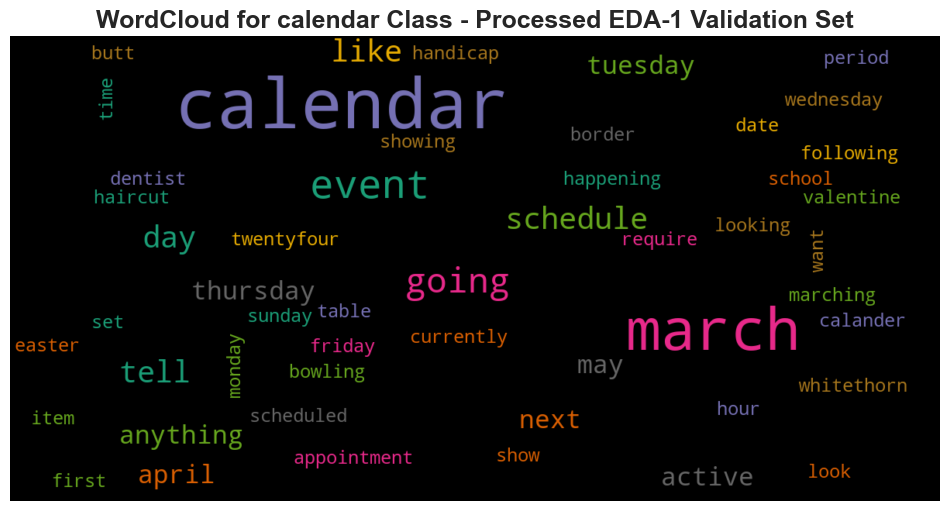 WordCloud for calendar Class - Processed EDA-1 Validation Set
butt
like
handicap
tuesday
period
time
calendar
wednesday
showing
border
date
following
dentist
haircut
event
happening
school
valentine
day
twentyfour
schedule
require
looking
want
thursday
going
marching
set
sunday
table
march
calander
easter
monday
friday
currently
tell
bowling
may
whitethorn
item
scheduled
next
hour
anything
appointment
show
first
april
active
look